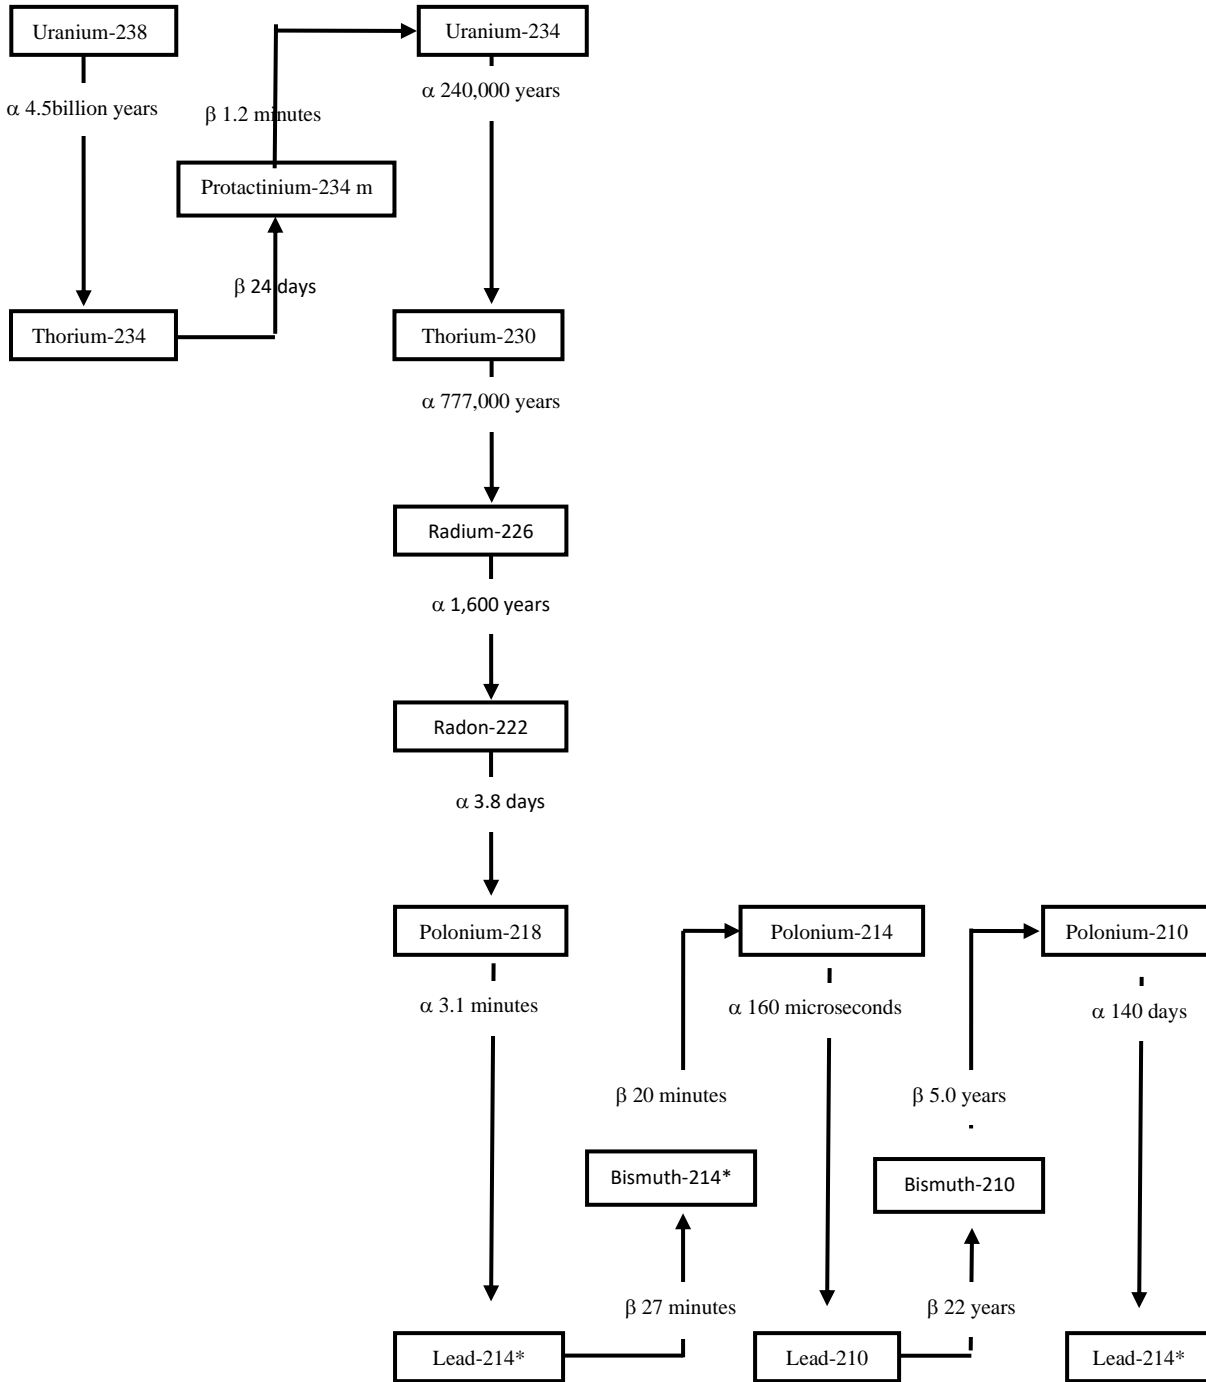 Uranium-238
Uranium-234
α 4.5billion years
β 1.2 minutes
α 240,000 years
Protactinium-234 m
β 24 days
Thorium-234
Thorium-230
α 777,000 years
Radium-226
α 1,600 years
Radon-222
α 3.8 days
Polonium-218
Polonium-214
Polonium-210
α 3.1 minutes
α 160 microseconds
α 140 days
β 20 minutes
β 5.0 years
Bismuth-214*
Bismuth-210
β 27 minutes
β 22 years
Lead-214*
Lead-210
Lead-214*